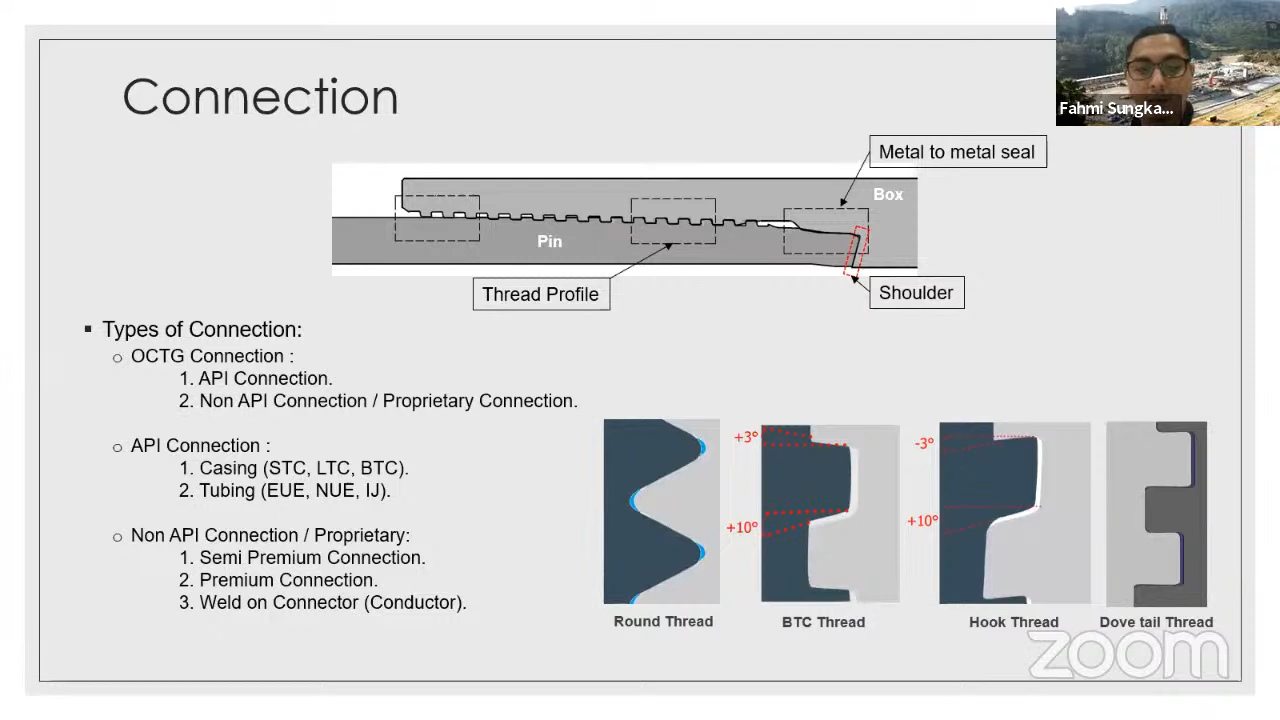 Connection
Fahmi Sungka...
Metal to metal seal
Box
Pin
Thread Profile
Shoulder
▪ Types of Connection:
o OCTG Connection :
1. API Connection.
2. Non API Connection / Proprietary Connection.
o API Connection :
1. Casing (STC, LTC, BTC).
2. Tubing (EUE, NUE, IJ).
o Non API Connection / Proprietary:
1. Semi Premium Connection.
2. Premium Connection.
3. Weld on Connector (Conductor).
+3°
+10°
-3°
+10°
Round Thread
BTC Thread
Hook Thread
Dove tail Thread
zoom